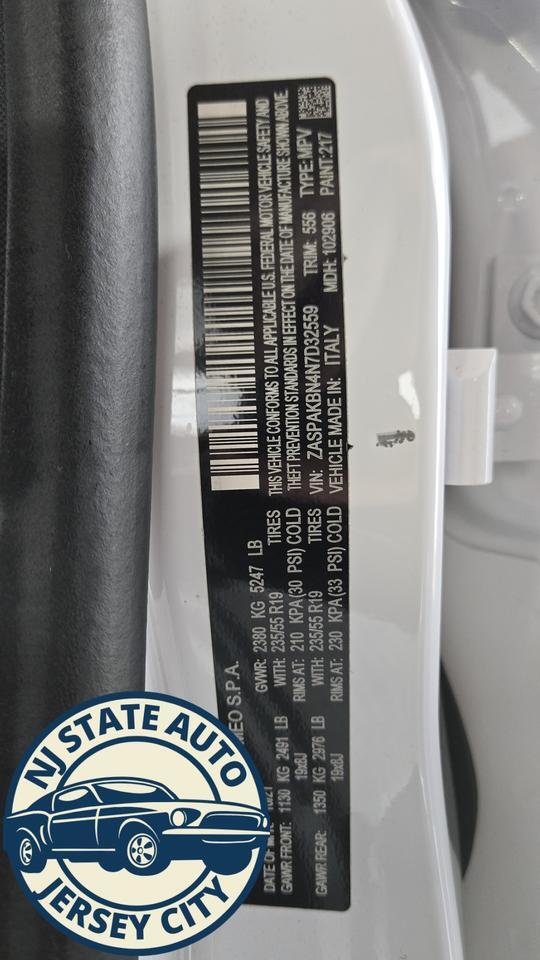 MEO S.P.A.
DATE OF MFR: 10/21 GVWR: 2380 KG 5247 LB
GAWR FRONT: 1130 KG 2491 LB WITH: 235/55 R19 TIRES
19x8J RIMS AT: 210 KPA(30 PSI) COLD
GAWR REAR: 1350 KG 2976 LB WITH: 235/55 R19 TIRES
19x8J RIMS AT: 230 KPA(33 PSI) COLD
THIS VEHICLE CONFORMS TO ALL APPLICABLE U.S. FEDERAL MOTOR VEHICLE SAFETY AND
THEFT PREVENTION STANDARDS IN EFFECT ON THE DATE OF MANUFACTURE SHOWN ABOVE.
VIN: ZASPAKBN4N7D32559 TRIM: 556 TYPE: MPV
VEHICLE MADE IN: ITALY MDH: 102906 PAINT: 217
NJ STATE AUTO
JERSEY CITY